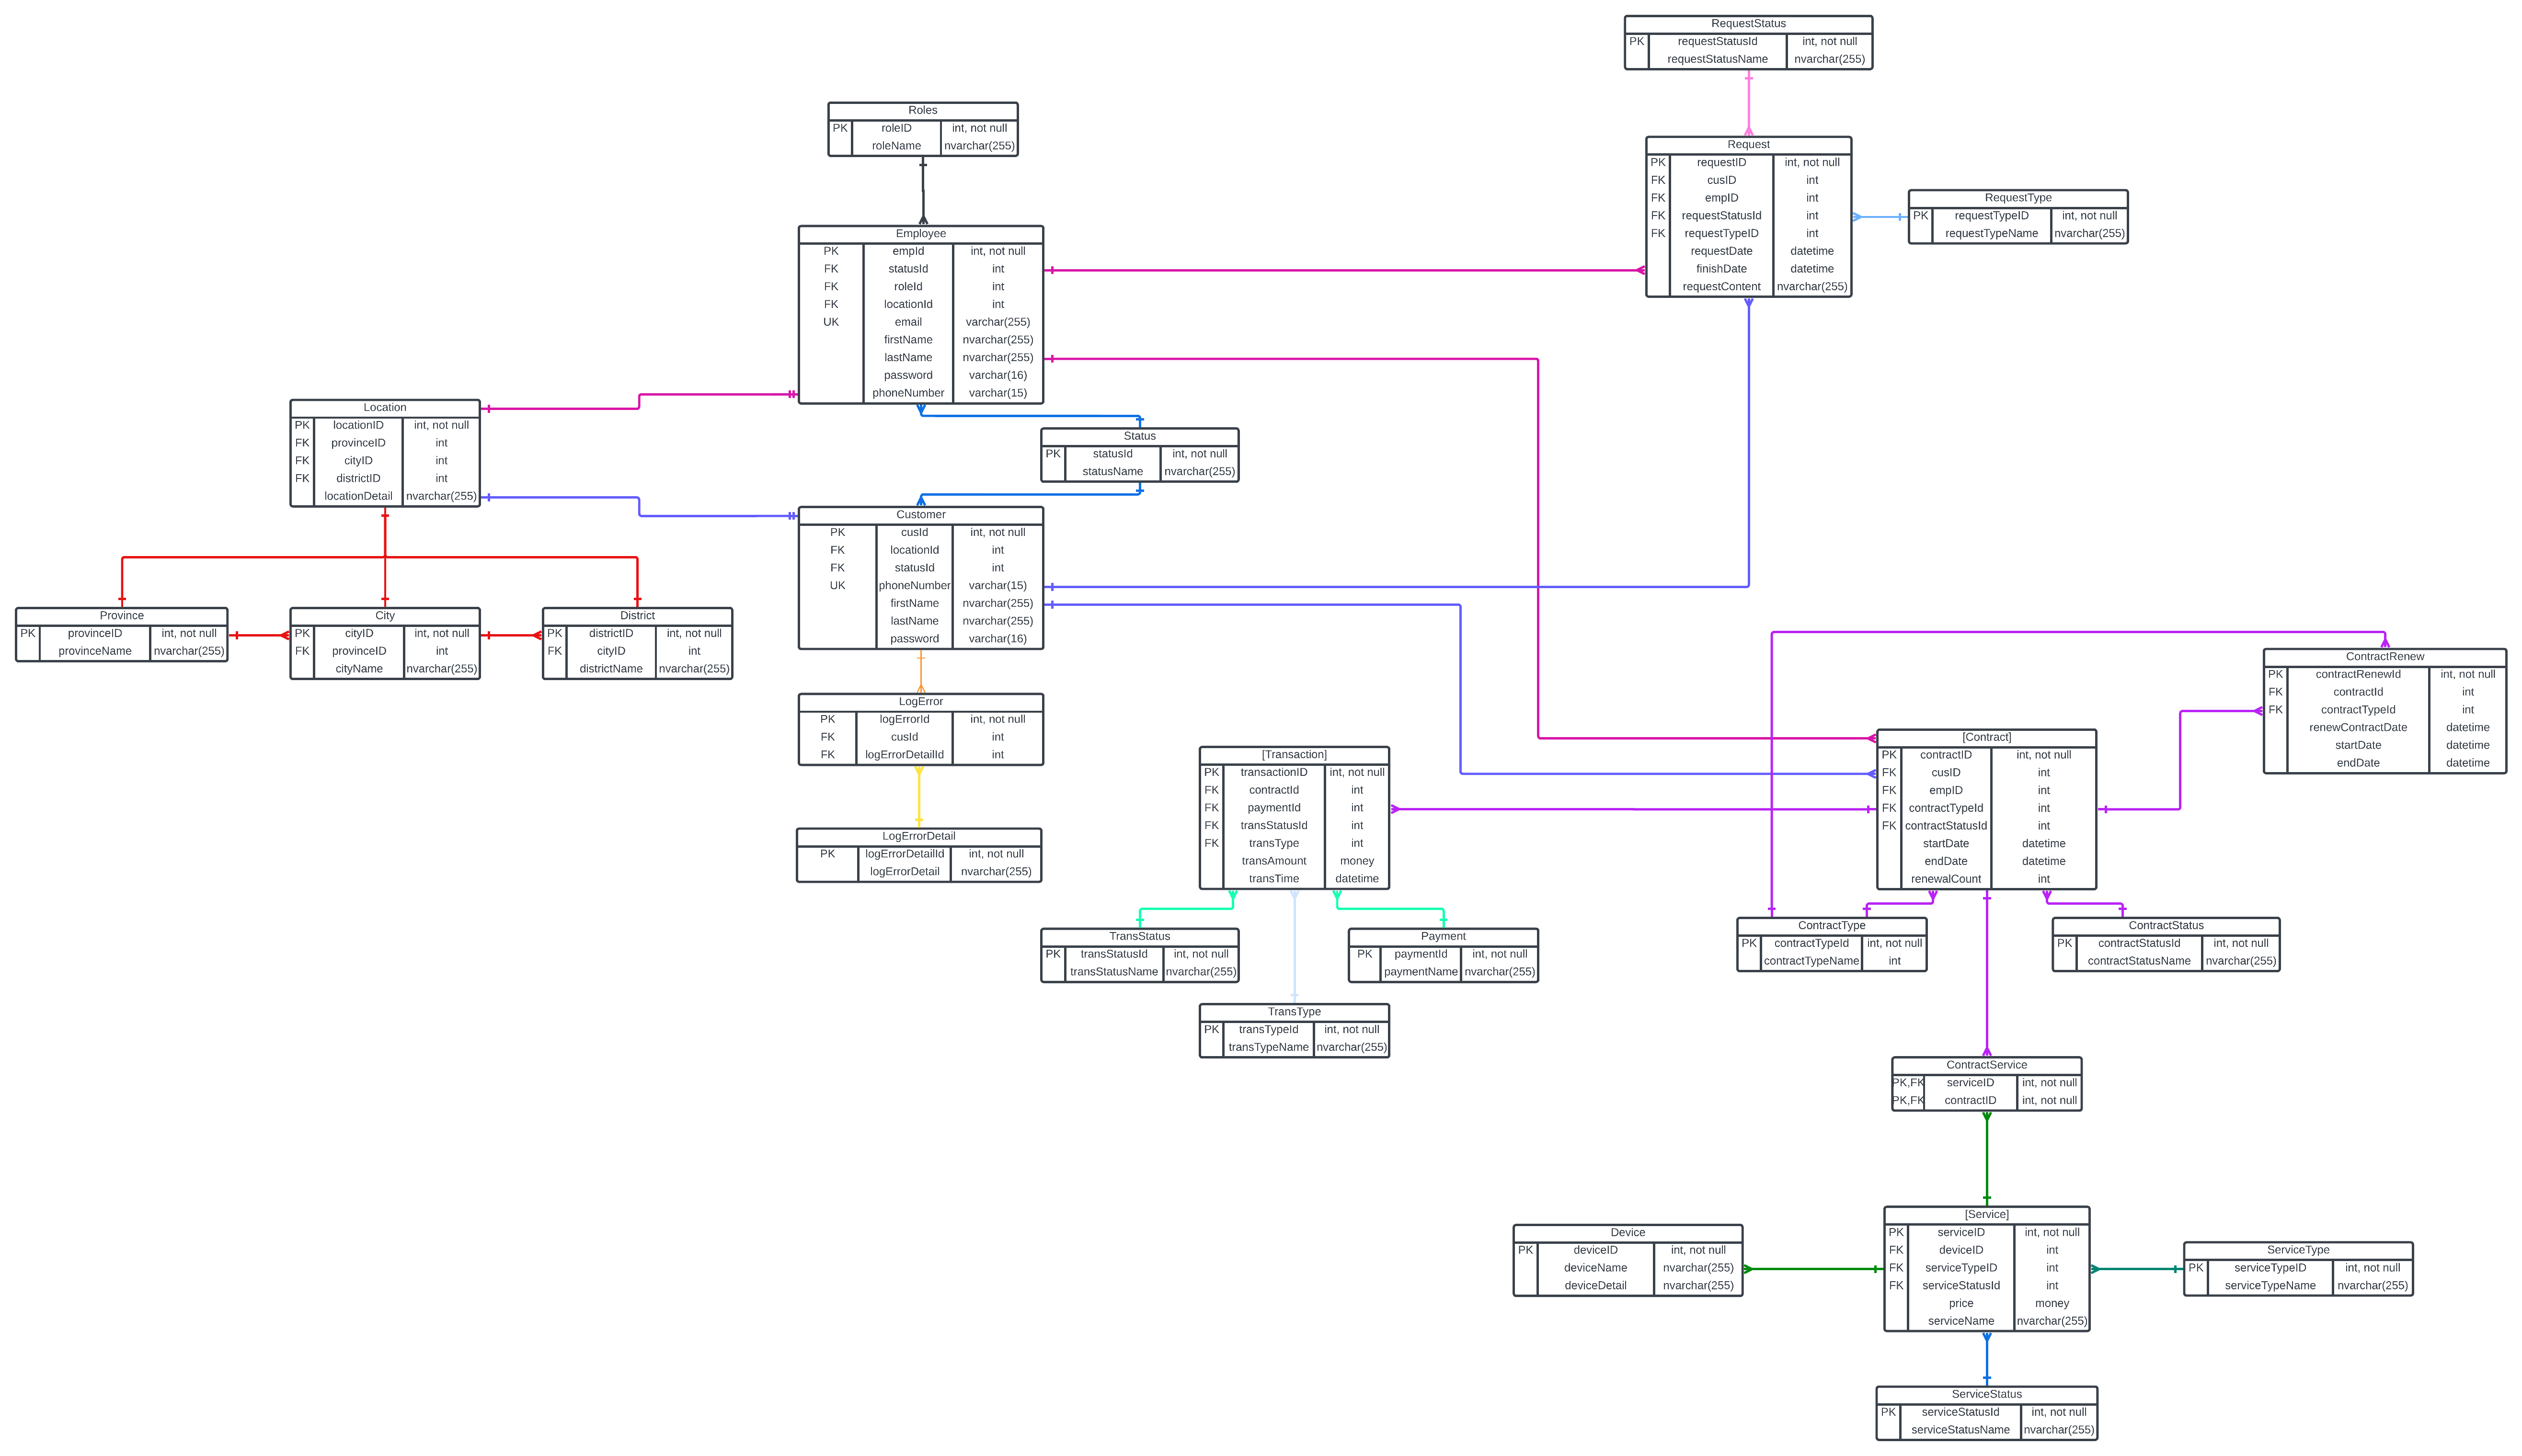 RequestStatus
PK requestStatusId int, not null
requestStatusName nvarchar(255)
Roles
PK roleID int, not null
roleName nvarchar(255)
Request
PK requestID int, not null
FK cusID int
FK empID int
FK requestStatusId int
FK requestTypeID int
requestDate datetime
finishDate datetime
requestContent nvarchar(255)
RequestType
PK requestTypeID int, not null
requestTypeName nvarchar(255)
Employee
PK empId int, not null
FK statusId int
FK roleId int
FK locationId int
UK email varchar(255)
firstName nvarchar(255)
lastName nvarchar(255)
password varchar(16)
phoneNumber varchar(15)
Location
PK locationID int, not null
FK provinceID int
FK cityID int
FK districtID int
locationDetail nvarchar(255)
Status
PK statusId int, not null
statusName nvarchar(255)
Customer
PK cusId int, not null
FK locationId int
FK statusId int
UK phoneNumber varchar(15)
firstName nvarchar(255)
lastName nvarchar(255)
password varchar(16)
Province
PK provinceID int, not null
provinceName nvarchar(255)
City
PK cityID int, not null
FK provinceID int
cityName nvarchar(255)
District
PK districtID int, not null
FK cityID int
districtName nvarchar(255)
ContractRenew
PK contractRenewId int, not null
FK contractId int
FK contractTypeId int
renewContractDate datetime
startDate datetime
endDate datetime
LogError
PK logErrorId int, not null
FK cusId int
FK logErrorDetailId int
[Transaction]
PK transactionID int, not null
FK contractId int
FK paymentId int
FK transStatusId int
FK transType int
transAmount money
transTime datetime
[Contract]
PK contractID int, not null
FK cusID int
FK empID int
FK contractTypeId int
FK contractStatusId int
startDate datetime
endDate datetime
renewalCount int
LogErrorDetail
PK logErrorDetailId int, not null
logErrorDetail nvarchar(255)
TransStatus
PK transStatusId int, not null
transStatusName nvarchar(255)
Payment
PK paymentId int, not null
paymentName nvarchar(255)
ContractType
PK contractTypeId int, not null
contractTypeName int
ContractStatus
PK contractStatusId int, not null
contractStatusName nvarchar(255)
TransType
PK transTypeId int, not null
transTypeName nvarchar(255)
ContractService
PK,FK serviceID int, not null
PK,FK contractID int, not null
[Service]
PK serviceID int, not null
FK deviceID int
FK serviceTypeID int
FK serviceStatusId int
price money
serviceName nvarchar(255)
Device
PK deviceID int, not null
deviceName nvarchar(255)
deviceDetail nvarchar(255)
ServiceType
PK serviceTypeID int, not null
serviceTypeName nvarchar(255)
ServiceStatus
PK serviceStatusId int, not null
serviceStatusName nvarchar(255)